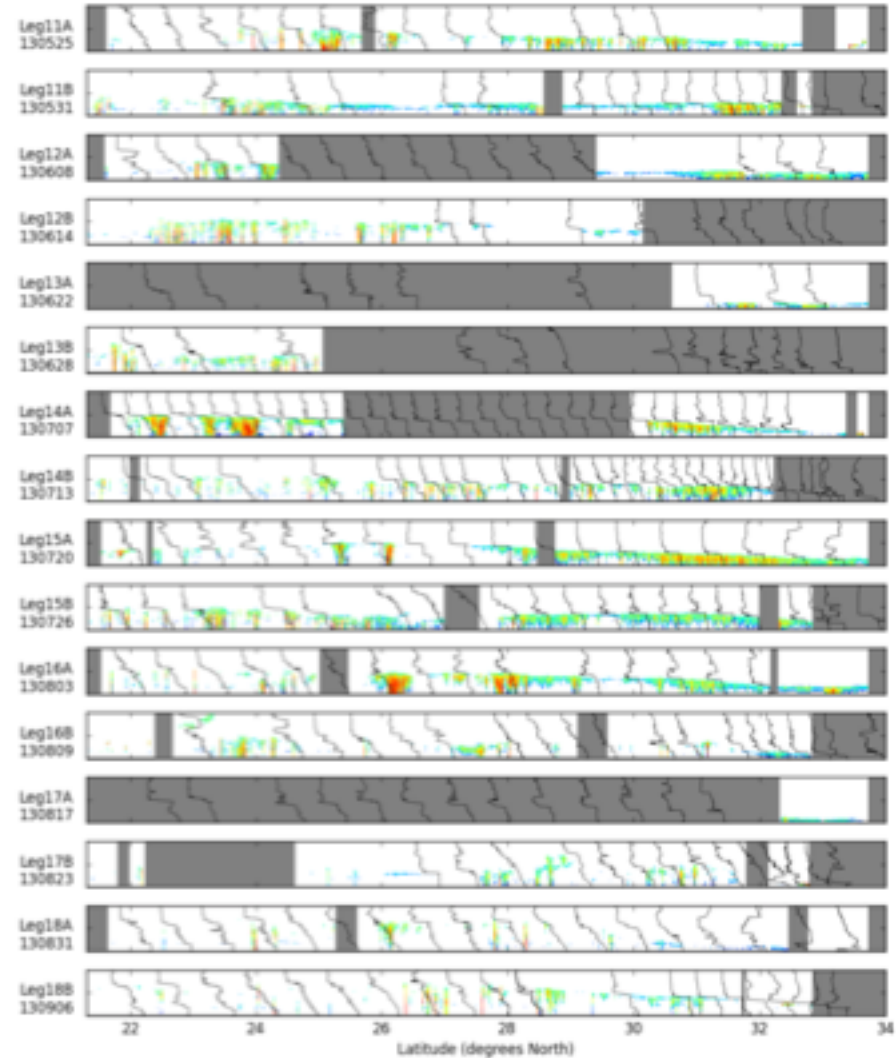 Leg11A
130525
Leg11B
130531
Leg12A
130608
Leg12B
130614
Leg13A
130622
Leg13B
130628
Leg14A
130707
Leg14B
130713
Leg15A
130720
Leg15B
130726
Leg16A
130803
Leg16B
130809
Leg17A
130817
Leg17B
130823
Leg18A
130831
Leg18B
130906
22 24 26 28 30 32 34
Latitude (degrees North)